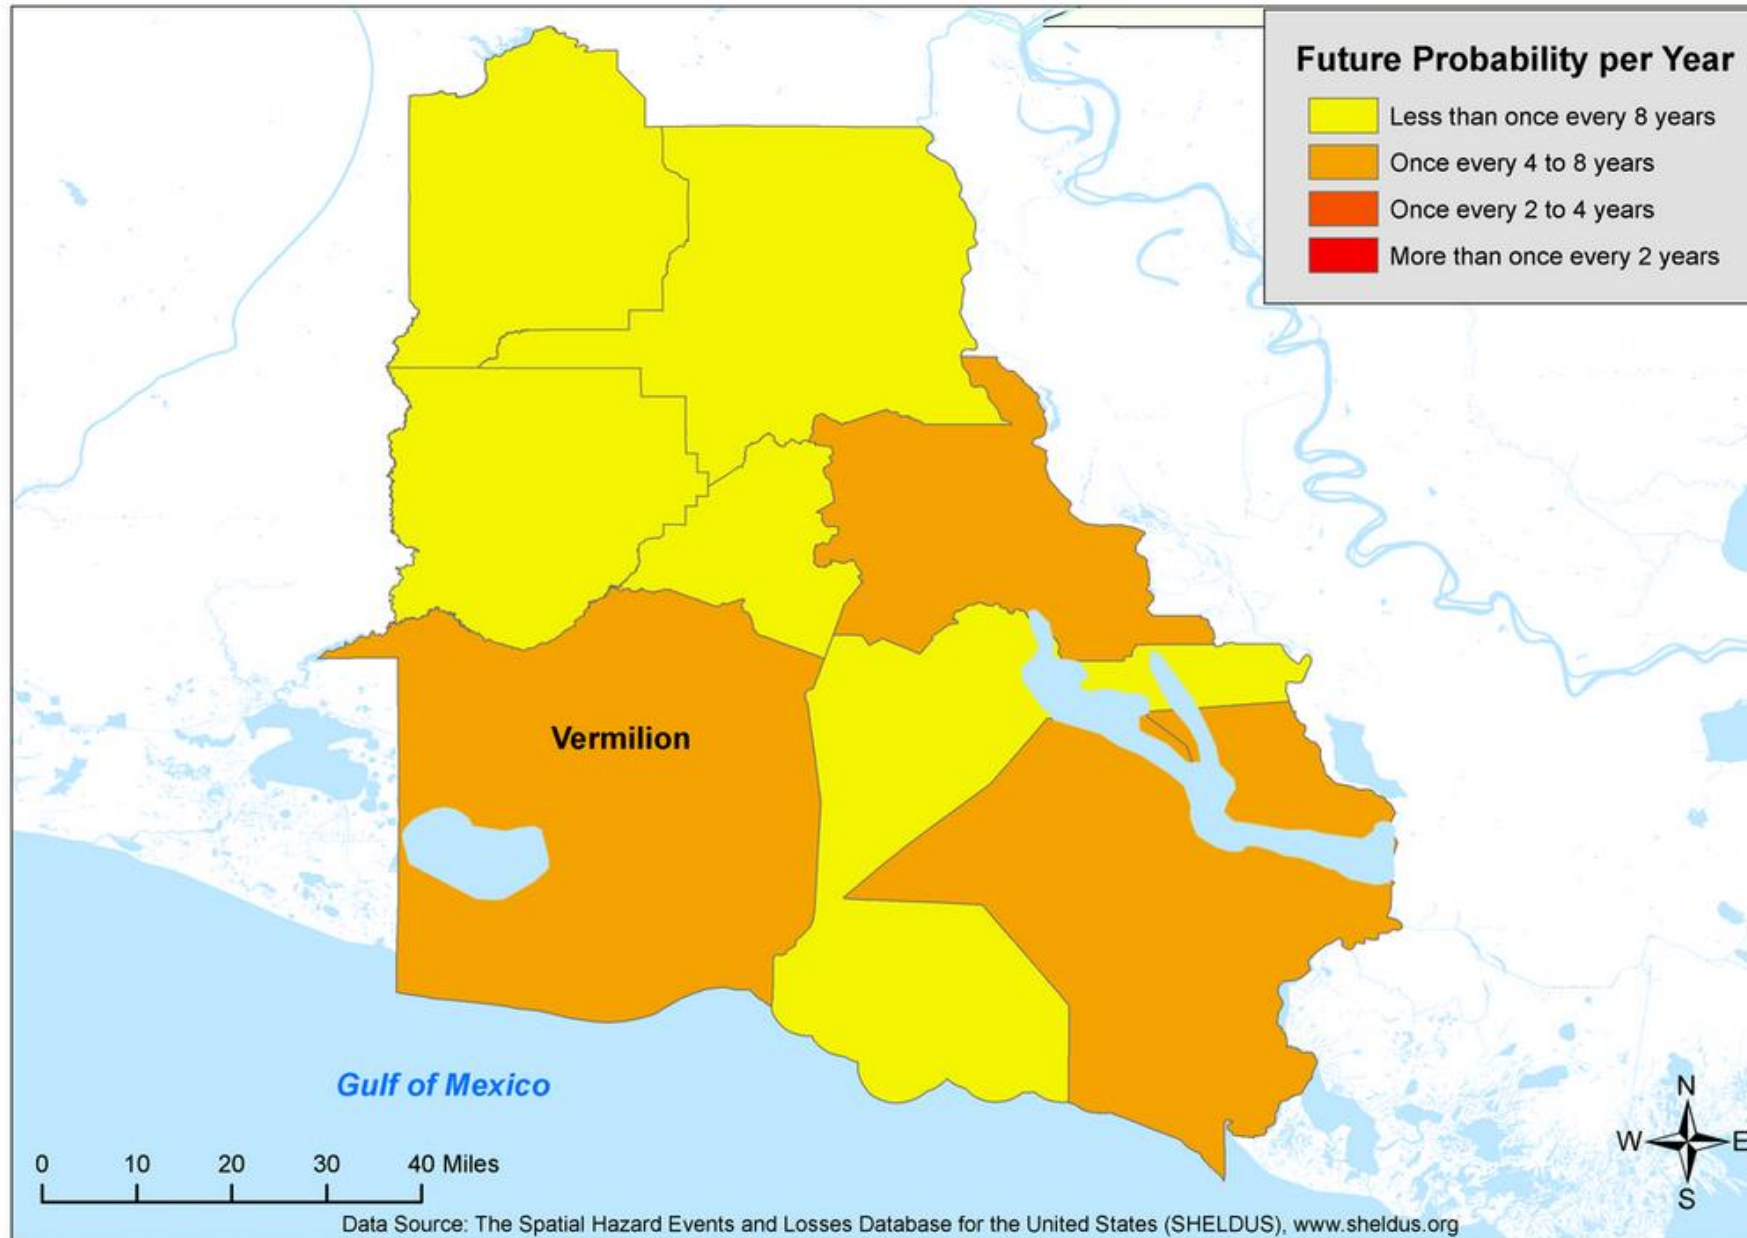 Future Probability per Year
Less than once every 8 years
Once every 4 to 8 years
Once every 2 to 4 years
More than once every 2 years
Vermilion
Gulf of Mexico
0 10 20 30 40 Miles
N
W E
S
Data Source: The Spatial Hazard Events and Losses Database for the United States (SHELDUS), www.sheldus.org